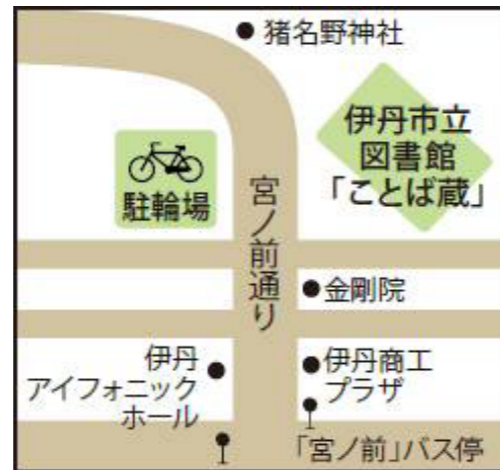 猪名野神社
伊丹市立
図書館
「ことば蔵」
駐輪場
宮ノ前通り
金剛院
伊丹
アイフォニック
ホール
伊丹商工
プラザ
「宮ノ前」バス停